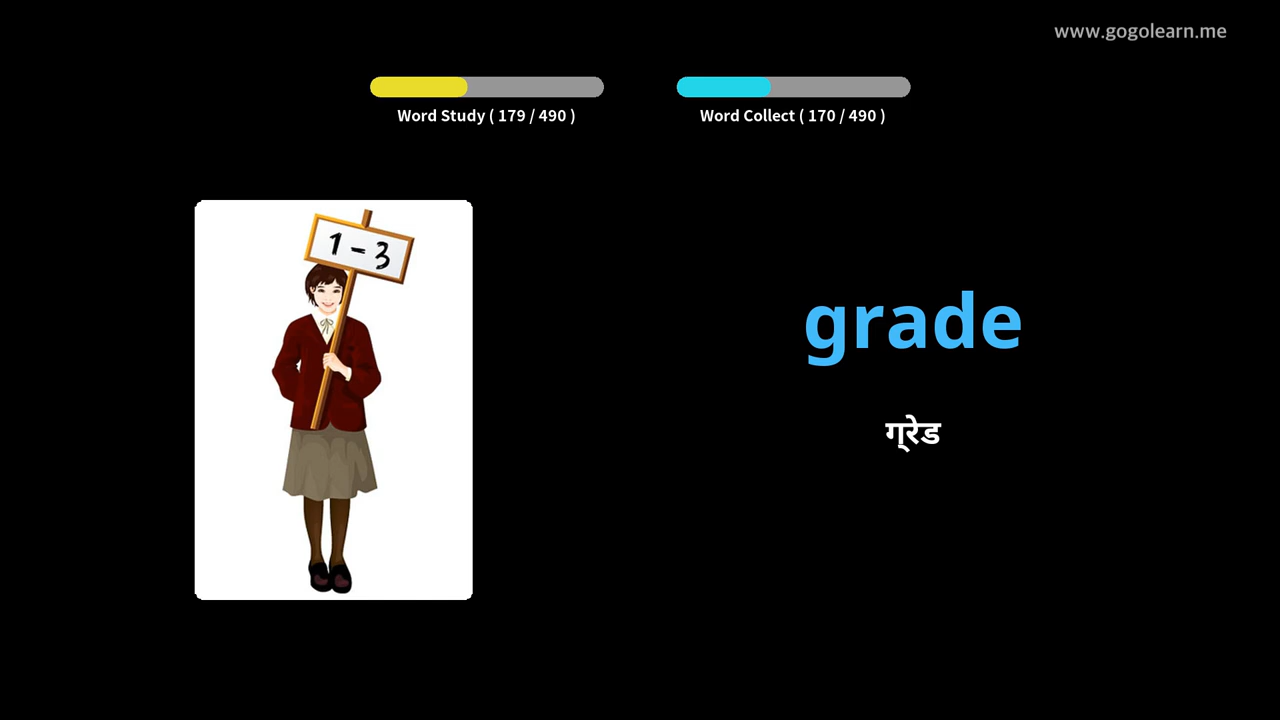 www.gogolearn.me
Word Study ( 179 / 490 )
Word Collect ( 170 / 490 )
1 - 3
grade
ग्रेड